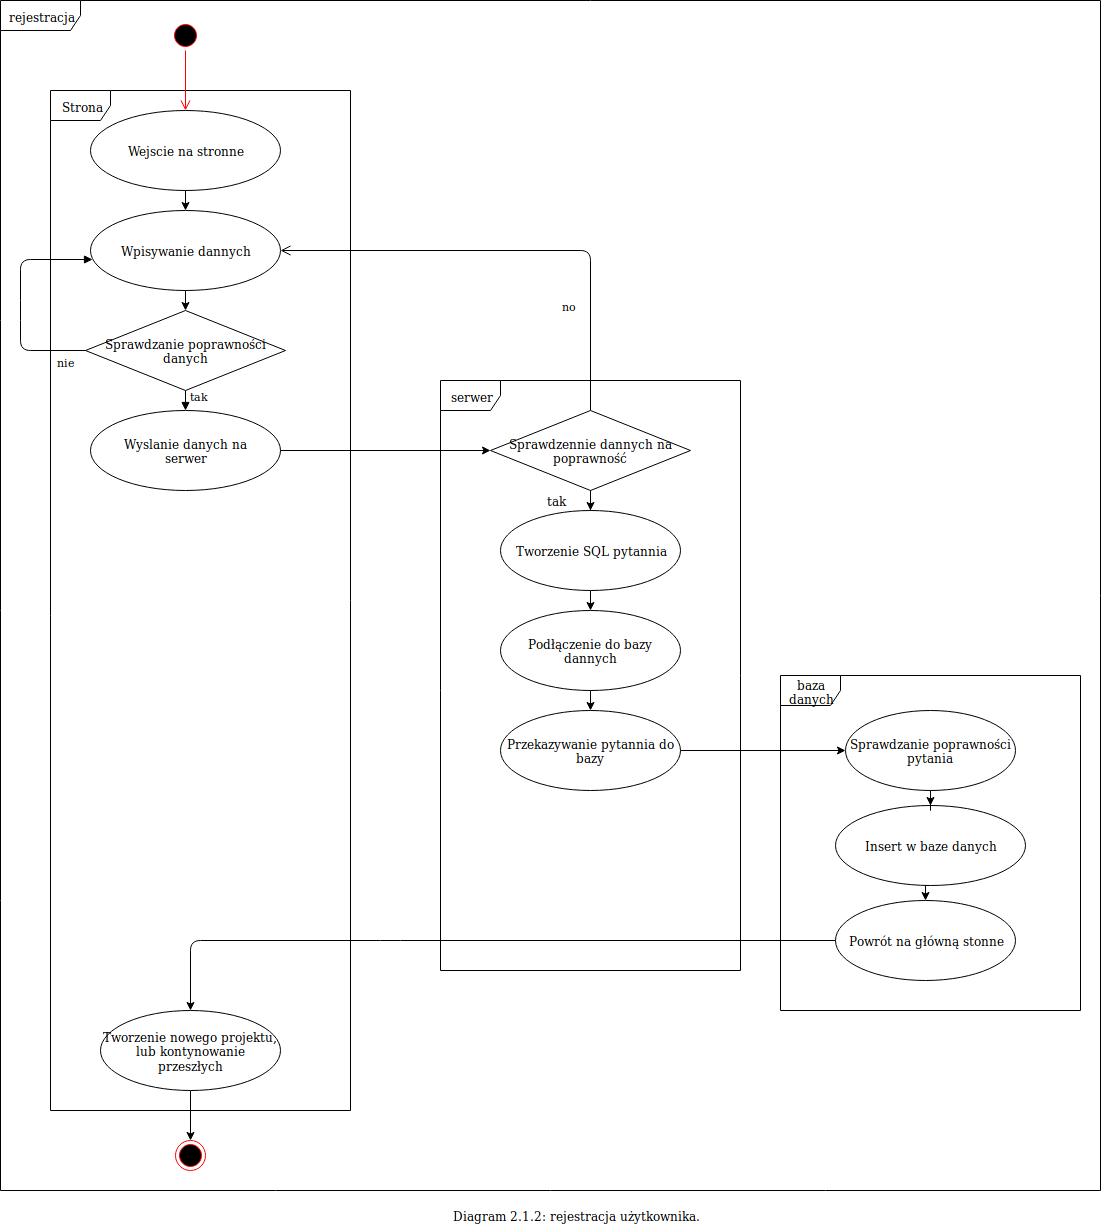 rejestracja
Strona
Wejscie na stronne
Wpisywanie dannych
no
Sprawdzanie poprawności
danych
nie
tak
serwer
Wyslanie danych na
serwer
Sprawdzennie dannych na
poprawność
tak
Tworzenie SQL pytannia
Podłączenie do bazy
dannych
baza
danych
Przekazywanie pytannia do
bazy
Sprawdzanie poprawności
pytania
Insert w baze danych
Powrót na główną stonne
Tworzenie nowego projektu,
lub kontynowanie
przeszłych
Diagram 2.1.2: rejestracja użytkownika.